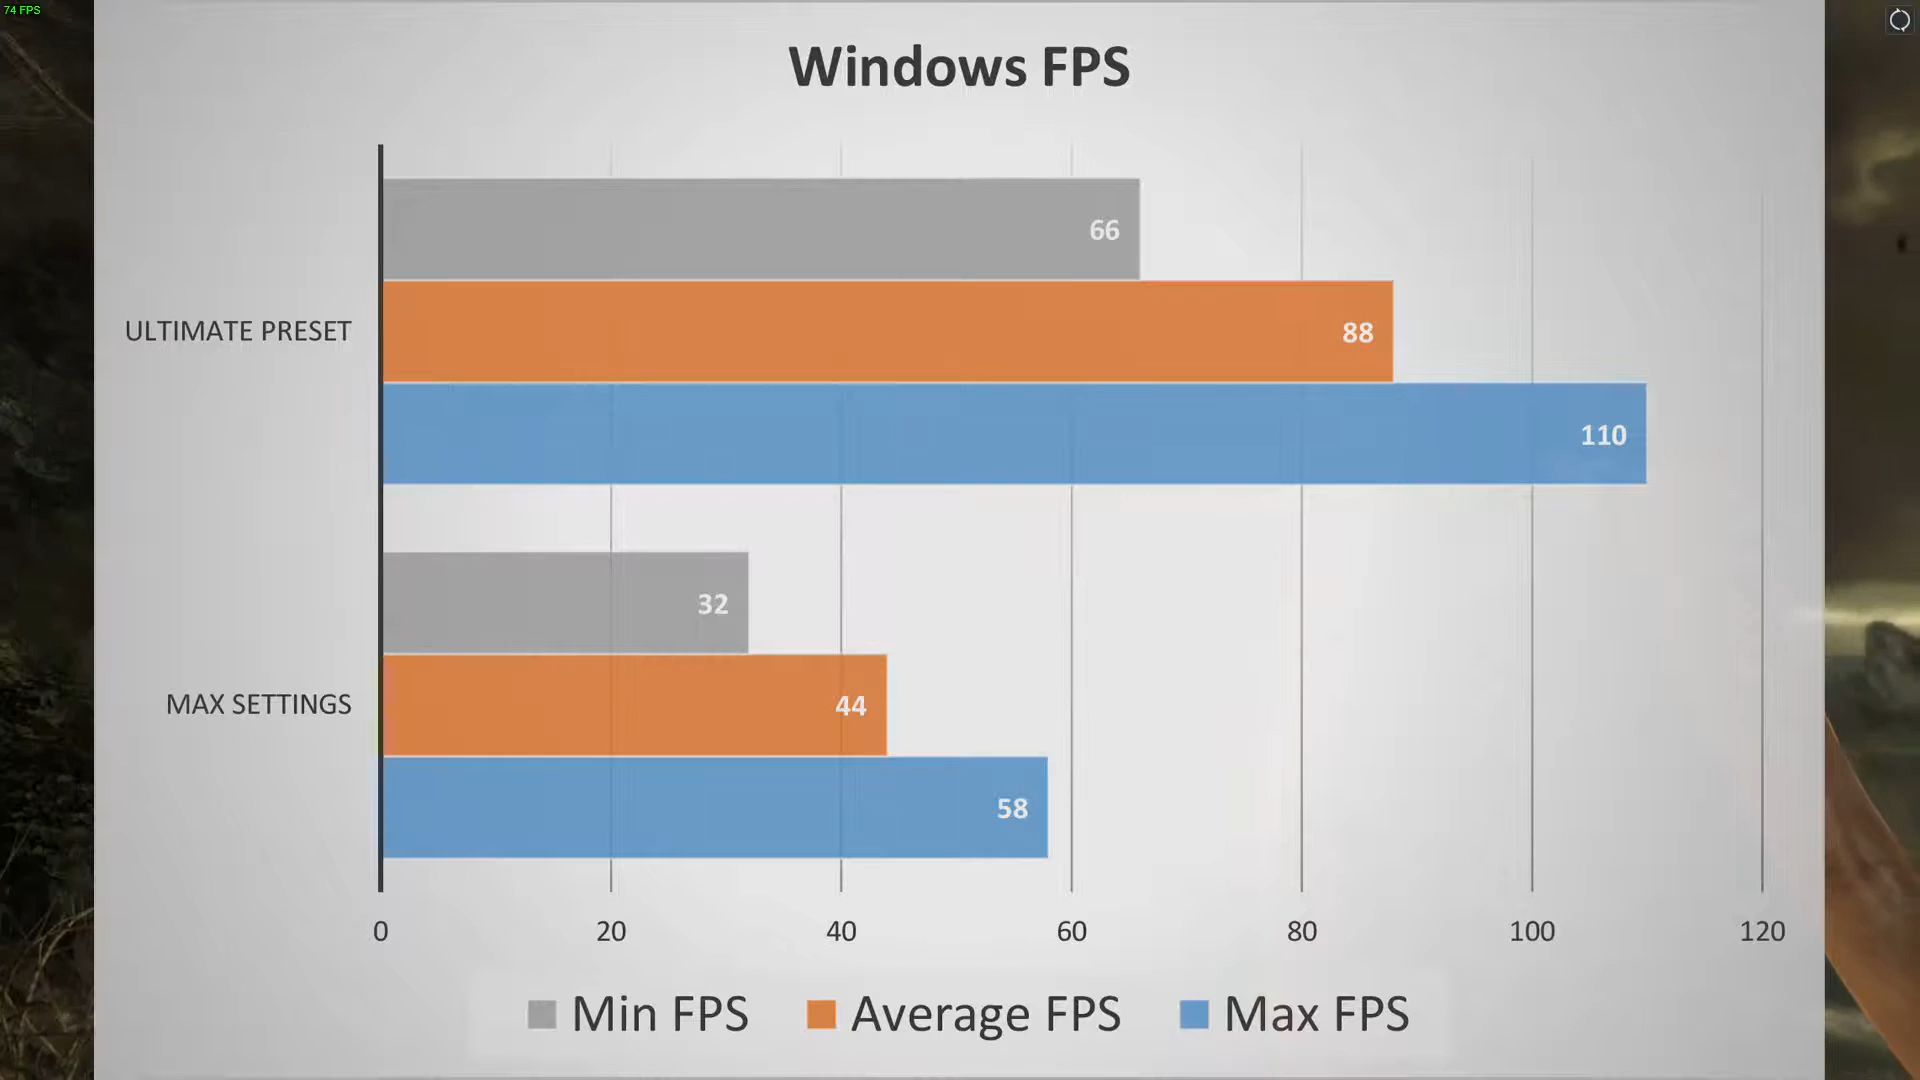 74 FPS
Windows FPS
66
ULTIMATE PRESET
88
110
32
MAX SETTINGS
44
58
0 20 40 60 80 100 120
Min FPS Average FPS Max FPS